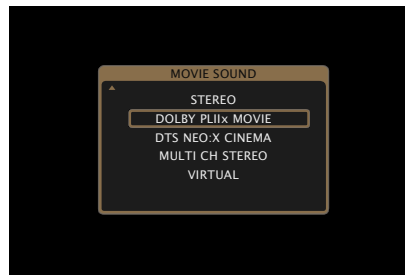 MOVIE SOUND
STEREO
DOLBY PLIIx MOVIE
DTS NEO:X CINEMA
MULTI CH STEREO
VIRTUAL